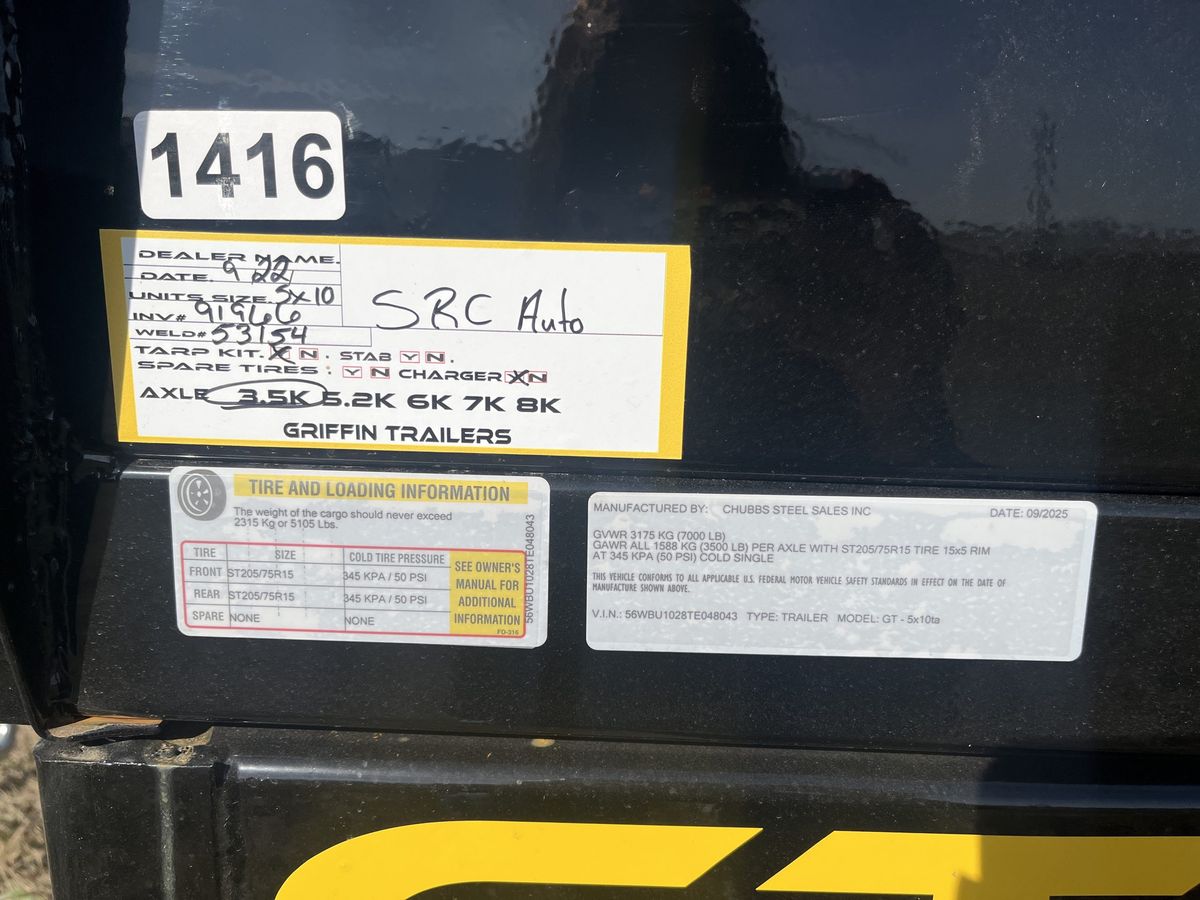 1416
DEALER NAME.
DATE. 9 22
UNITS SIZE. 5x10
INV# 91966
SRC Auto
WELD# 53154
TARP KIT. Y N . STAB Y N .
SPARE TIRES : Y N CHARGER Y N
AXLE 3.5K 5.2K 6K 7K 8K
GRIFFIN TRAILERS
TIRE AND LOADING INFORMATION
The weight of the cargo should never exceed
2315 Kg or 5105 Lbs.
TIRE SIZE COLD TIRE PRESSURE
FRONT ST205/75R15 345 KPA / 50 PSI
REAR ST205/75R15 345 KPA / 50 PSI
SPARE NONE NONE
SEE OWNER'S
MANUAL FOR
ADDITIONAL
INFORMATION
FD-316
56WBU1028TE048043
MANUFACTURED BY: CHUBBS STEEL SALES INC DATE: 09/2025
GVWR 3175 KG (7000 LB)
GAWR ALL 1588 KG (3500 LB) PER AXLE WITH ST205/75R15 TIRE 15x5 RIM
AT 345 KPA (50 PSI) COLD SINGLE
THIS VEHICLE CONFORMS TO ALL APPLICABLE U.S. FEDERAL MOTOR VEHICLE SAFETY STANDARDS IN EFFECT ON THE DATE OF
MANUFACTURE SHOWN ABOVE.
V.I.N.: 56WBU1028TE048043 TYPE: TRAILER MODEL: GT - 5x10ta